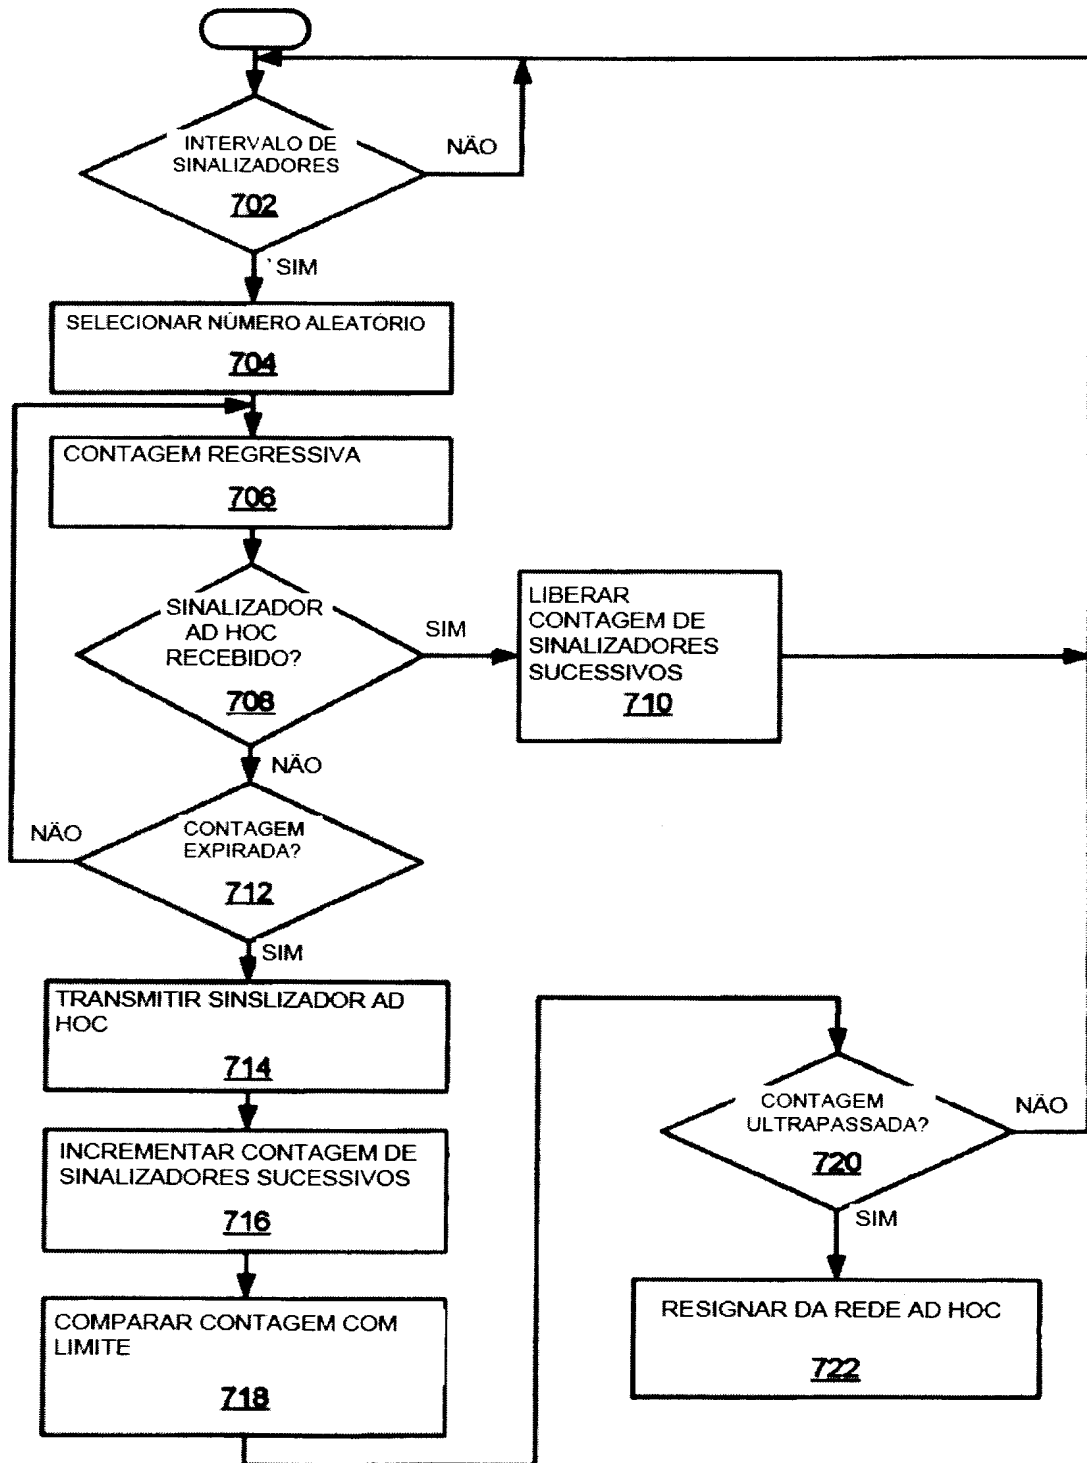 INTERVALO DE
SINALIZADORES
702
NÃO
SIM
SELECIONAR NÚMERO ALEATÓRIO
704
CONTAGEM REGRESSIVA
706
SINALIZADOR
AD HOC
RECEBIDO?
708
SIM
LIBERAR
CONTAGEM DE
SINALIZADORES
SUCESSIVOS
710
NÃO
CONTAGEM
EXPIRADA?
712
NÃO
SIM
TRANSMITIR SINSLIZADOR AD
HOC
714
INCREMENTAR CONTAGEM DE
SINALIZADORES SUCESSIVOS
716
COMPARAR CONTAGEM COM
LIMITE
718
CONTAGEM
ULTRAPASSADA?
720
NÃO
SIM
RESIGNAR DA REDE AD HOC
722